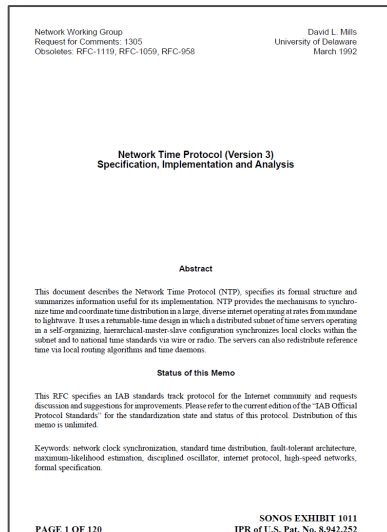 Network Working Group
Request for Comments: 1305
Obsoletes: RFC-1119, RFC-1059, RFC-958
David L. Mills
University of Delaware
March 1992
Network Time Protocol (Version 3)
Specification, Implementation and Analysis
Abstract
This document describes the Network Time Protocol (NTP), specifies its formal structure and
summarizes information useful for its implementation. NTP provides the mechanisms to synchro-
nize time and coordinate time distribution in a large, diverse internet operating at rates from mundane
to lightwave. It uses a returnable-time design in which a distributed subnet of time servers operating
in a self-organizing, hierarchical-master-slave configuration synchronizes local clocks within the
subnet and to national time standards via wire or radio. The servers can also redistribute reference
time via local routing algorithms and time daemons.
Status of this Memo
This RFC specifies an IAB standards track protocol for the Internet community and requests
discussion and suggestions for improvements. Please refer to the current edition of the “IAB Official
Protocol Standards” for the standardization state and status of this protocol. Distribution of this
memo is unlimited.
Keywords: network clock synchronization, standard time distribution, fault-tolerant architecture,
maximum-likelihood estimation, disciplined oscillator, internet protocol, high-speed networks,
formal specification.
SONOS EXHIBIT 1011
PAGE 1 OF 120
IPR of U.S. Pat. No. 8,942,252